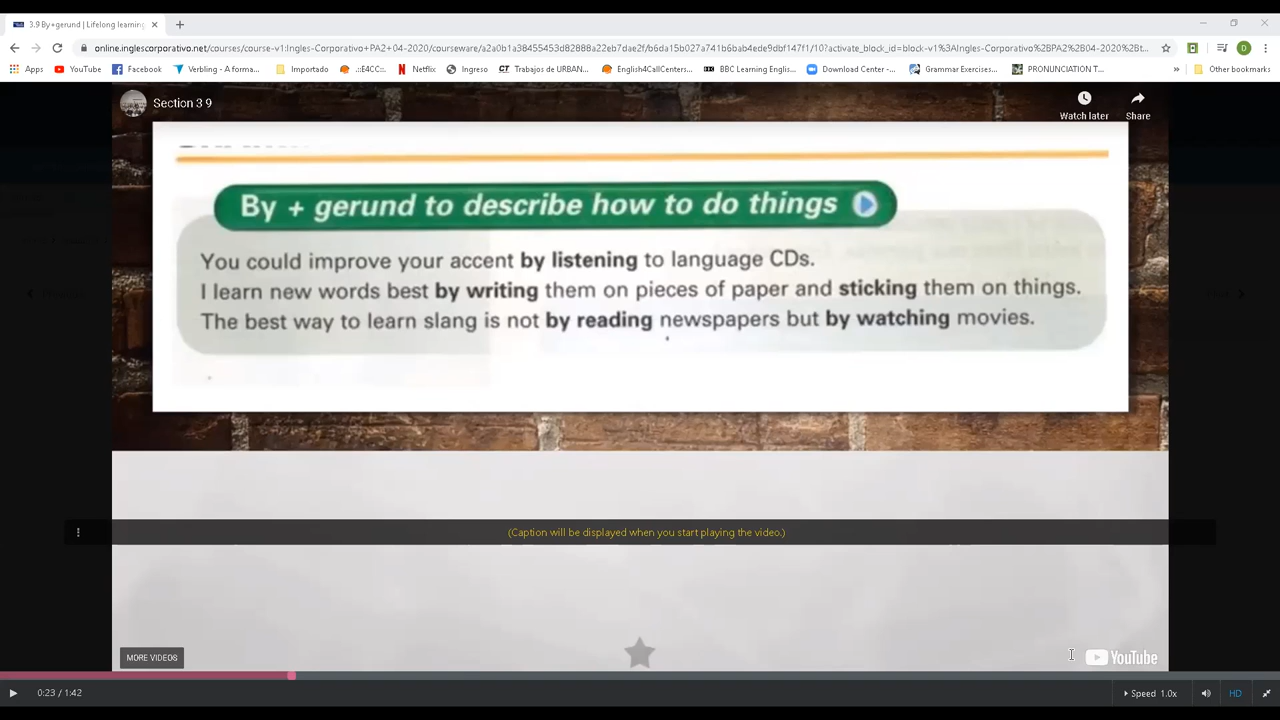 3.9 By+gerund | Lifelong learning
online.inglescorporativo.net/courses/course-v1:Ingles-Corporativo+PA2+04-2020/courseware/a2a0b1a38455453d82888a22eb7dae2f/b6da15b027a741b6bab4ede9dbf147f1/10?activate_block_id=block-v1%3AIngles-Corporativo%2BPA2%2B04-2020%2Bt...
Apps YouTube Facebook Verbling - A forma... Importado .::E4CC::. Netflix Ingreso Trabajos de URBAN... English4CallCenters... BBC Learning Englis... Download Center -... Grammar Exercises... PRONUNCIATION T... » Other bookmarks
Section 3 9
Watch later Share
By + gerund to describe how to do things
You could improve your accent by listening to language CDs.
I learn new words best by writing them on pieces of paper and sticking them on things.
The best way to learn slang is not by reading newspapers but by watching movies.
(Caption will be displayed when you start playing the video.)
MORE VIDEOS
YouTube
0:23 / 1:42 Speed 1.0x HD